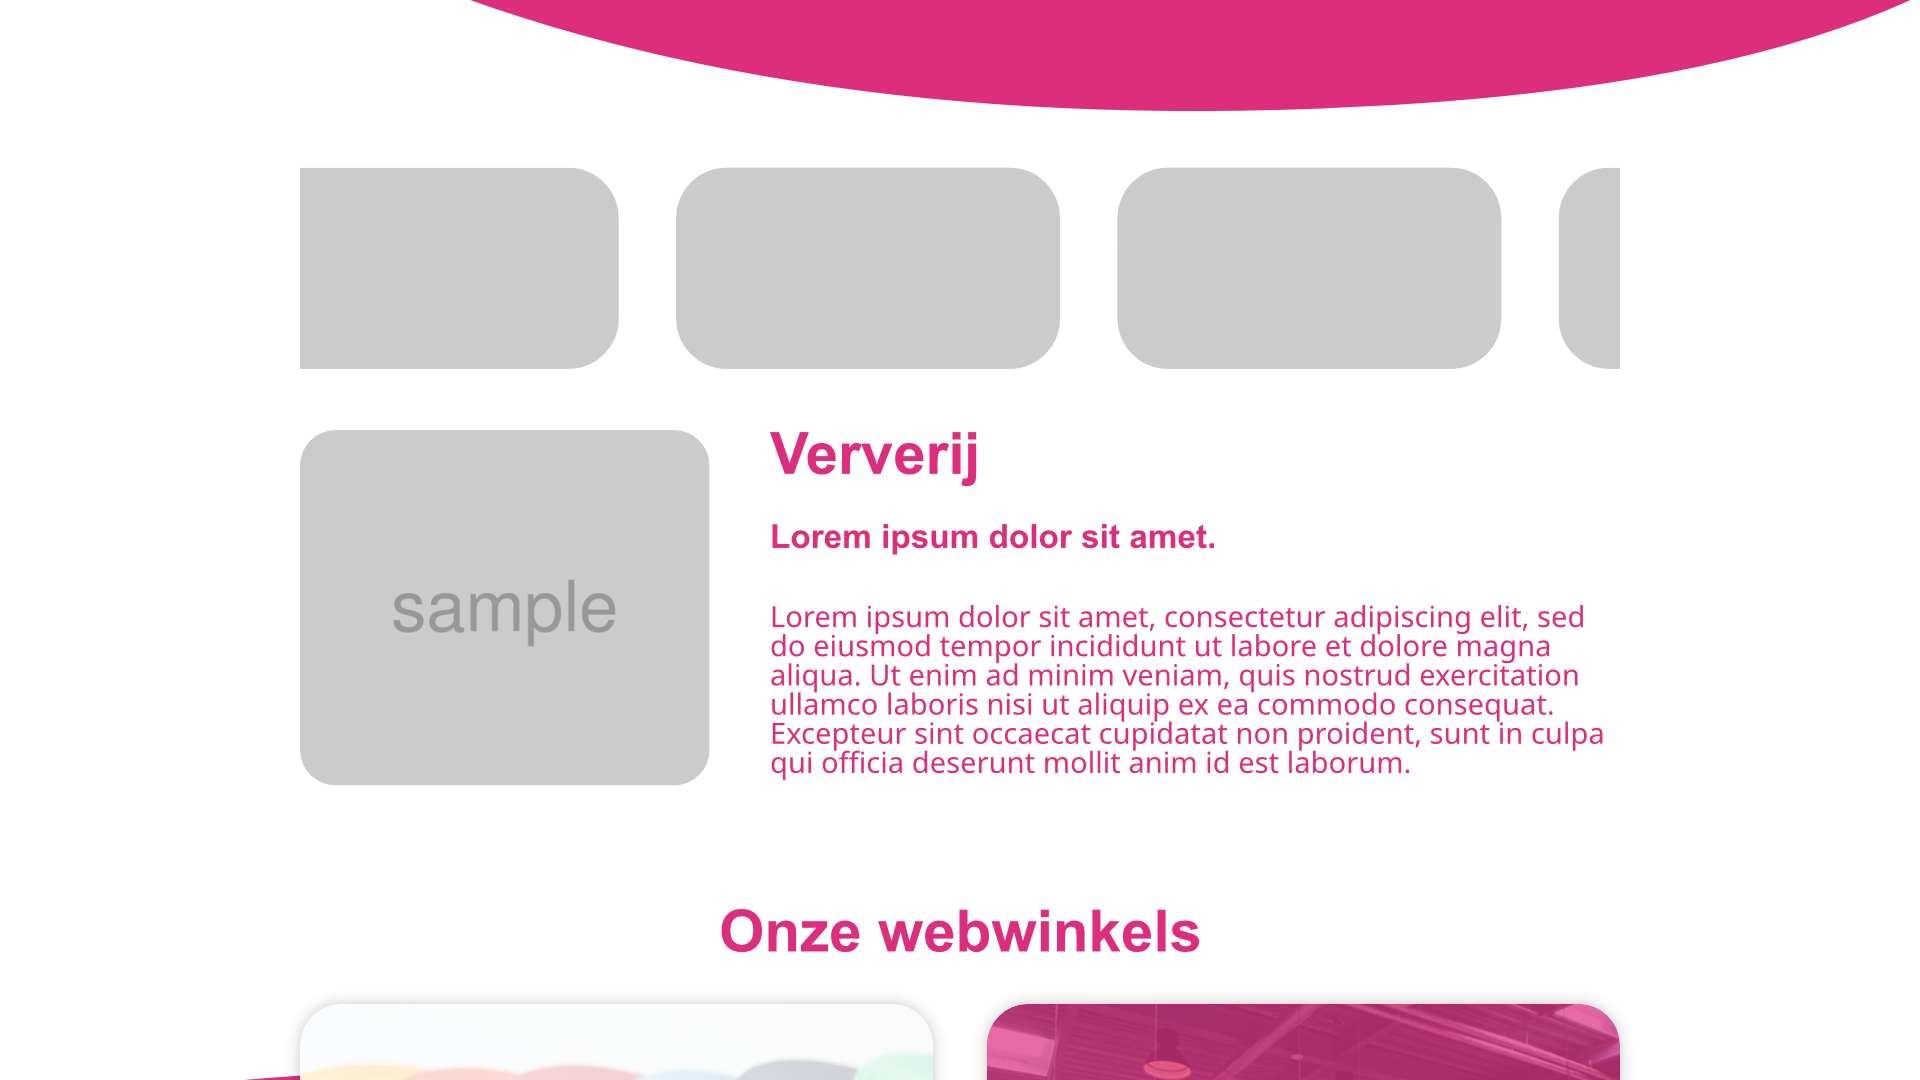 Ververij
Lorem ipsum dolor sit amet.
sample
Lorem ipsum dolor sit amet, consectetur adipiscing elit, sed
do eiusmod tempor incididunt ut labore et dolore magna
aliqua. Ut enim ad minim veniam, quis nostrud exercitation
ullamco laboris nisi ut aliquip ex ea commodo consequat.
Excepteur sint occaecat cupidatat non proident, sunt in culpa
qui officia deserunt mollit anim id est laborum.
Onze webwinkels